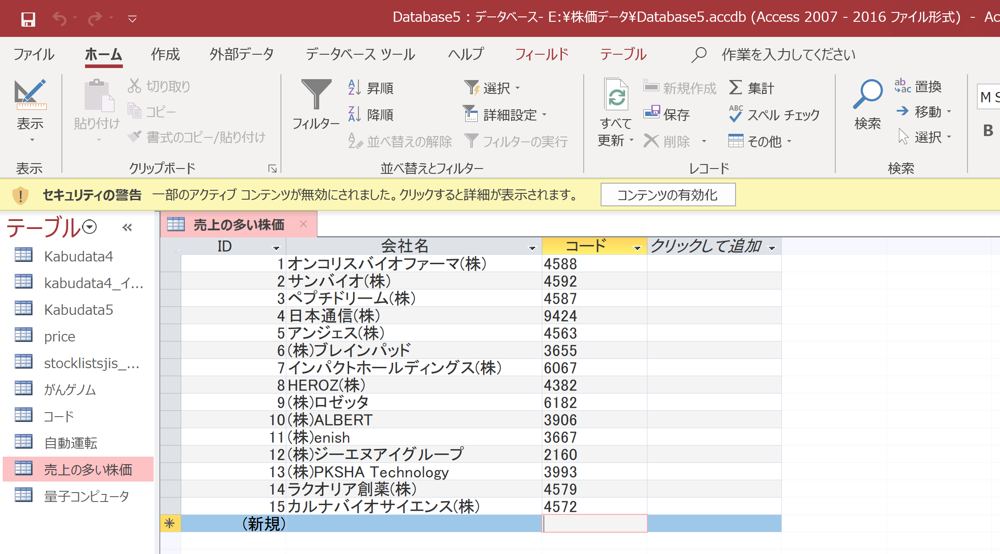 Database5 : データベース- E:¥株価データ¥Database5.accdb (Access 2007 - 2016 ファイル形式) - Ac
ファイル ホーム 作成 外部データ データベース ツール ヘルプ フィールド テーブル 作業を入力してください
表示
表示
貼り付け
切り取り
コピー
書式のコピー/貼り付け
クリップボード
フィルター
昇順
降順
並べ替えの解除
選択
詳細設定
フィルターの実行
並べ替えとフィルター
すべて
更新
新規作成
保存
削除
集計
スペル チェック
その他
レコード
検索
置換
移動
選択
検索
M S
B
セキュリティの警告 一部のアクティブ コンテンツが無効にされました。クリックすると詳細が表示されます。 コンテンツの有効化
テーブル
Kabudata4
kabudata4_イ...
Kabudata5
price
stocklistsjis_...
がんゲノム
コード
自動運転
売上の多い株価
量子コンピュータ
売上の多い株価
ID 会社名 コード クリックして追加
1 オンコリスバイオファーマ(株) 4588
2 サンバイオ(株) 4592
3 ペプチドリーム(株) 4587
4 日本通信(株) 9424
5 アンジェス(株) 4563
6 (株)ブレインパッド 3655
7 インパクトホールディングス(株) 6067
8 HEROZ(株) 4382
9 (株)ロゼッタ 6182
10 (株)ALBERT 3906
11 (株)enish 3667
12 (株)ジーエヌアイグループ 2160
13 (株)PKSHA Technology 3993
14 ラクオリア創薬(株) 4579
15 カルナバイオサイエンス(株) 4572
(新規)